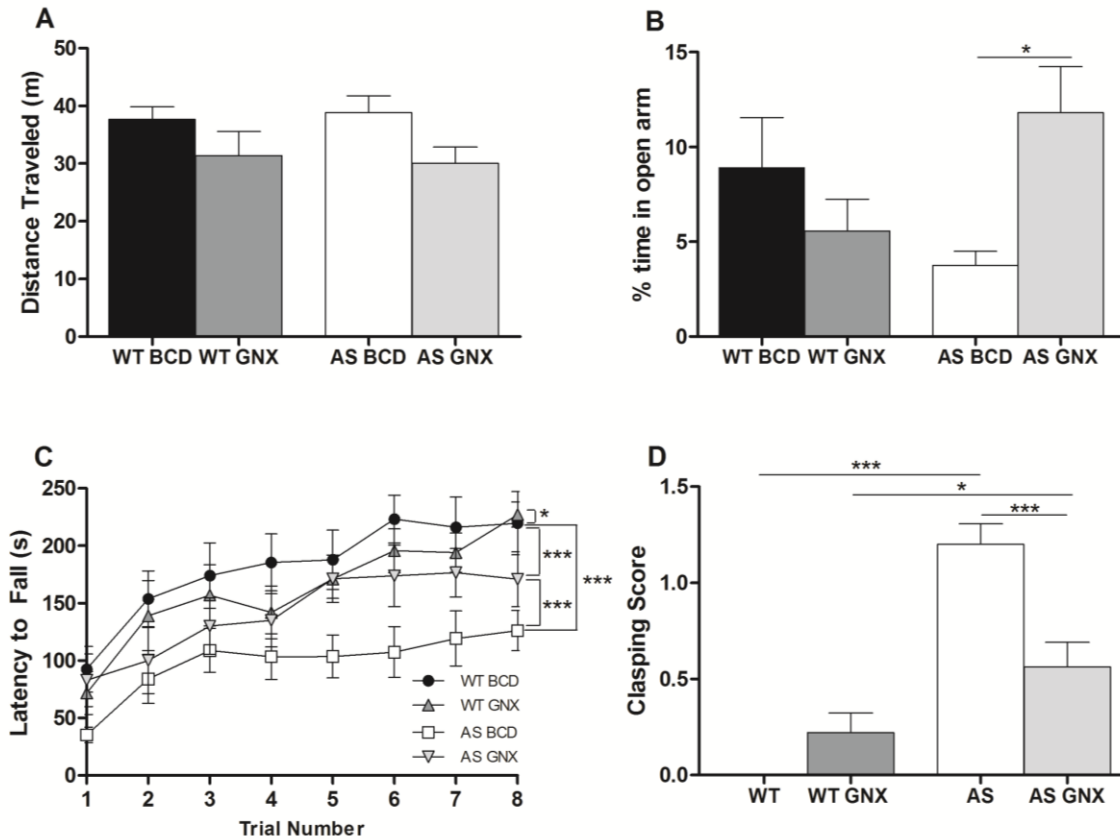 A
Distance Traveled (m)
50
40
30
20
10
0
WT BCD WT GNX AS BCD AS GNX
B
% time in open arm
15
10
5
0
*
WT BCD WT GNX AS BCD AS GNX
C
Latency to Fall (s)
250
200
150
100
50
0
*
***
***
***
WT BCD
WT GNX
AS BCD
AS GNX
1 2 3 4 5 6 7 8
Trial Number
D
Clasping Score
1.5
1.0
0.5
0.0
***
*
***
WT WT GNX AS AS GNX